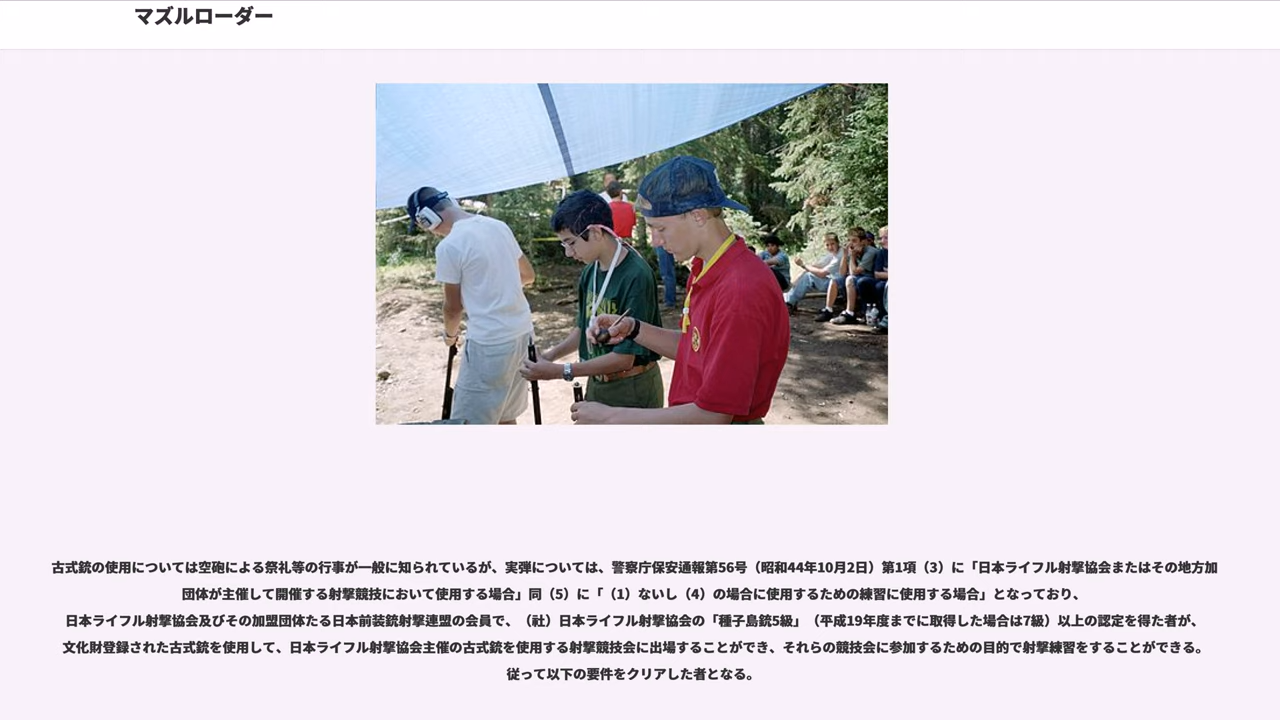 マズルローダー
古式銃の使用については空砲による祭礼等の行事が一般に知られているが、実弾については、警察庁保安通報第56号（昭和44年10月2日）第1項（3）に「日本ライフル射撃協会またはその地方加
団体が主催して開催する射撃競技において使用する場合」同（5）に「（1）ないし（4）の場合に使用するための練習に使用する場合」となっており、
日本ライフル射撃協会及びその加盟団体たる日本前装銃射撃連盟の会員で、（社）日本ライフル射撃協会の「種子島銃5級」（平成19年度までに取得した場合は7級）以上の認定を得た者が、
文化財登録された古式銃を使用して、日本ライフル射撃協会主催の古式銃を使用する射撃競技会に出場することができ、それらの競技会に参加するための目的で射撃練習をすることができる。
従って以下の要件をクリアした者となる。